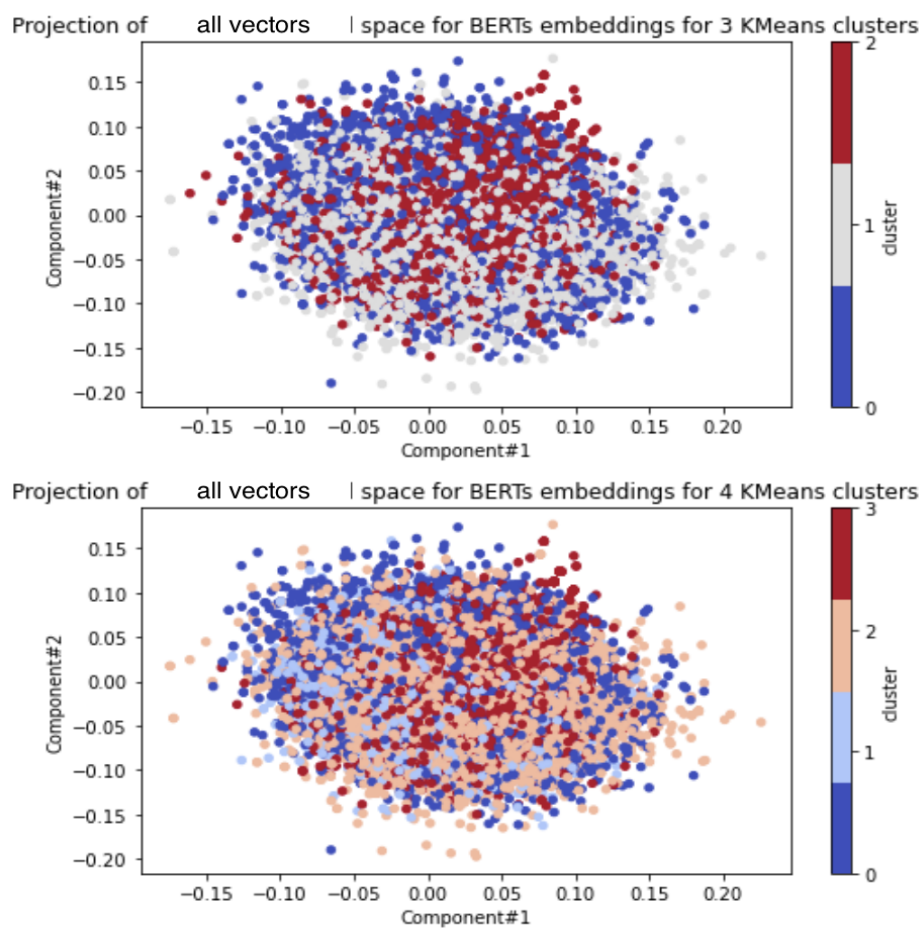 Projection of all vectors l space for BERTs embeddings for 3 KMeans clusters
2
0.15
0.10
0.05
0.00
−0.05
−0.10
−0.15
−0.20
Component#2
1
cluster
0
−0.15 −0.10 −0.05 0.00 0.05 0.10 0.15 0.20
Component#1
Projection of all vectors l space for BERTs embeddings for 4 KMeans clusters
3
0.15
0.10
0.05
0.00
−0.05
−0.10
−0.15
−0.20
Component#2
2
cluster
1
0
−0.15 −0.10 −0.05 0.00 0.05 0.10 0.15 0.20
Component#1